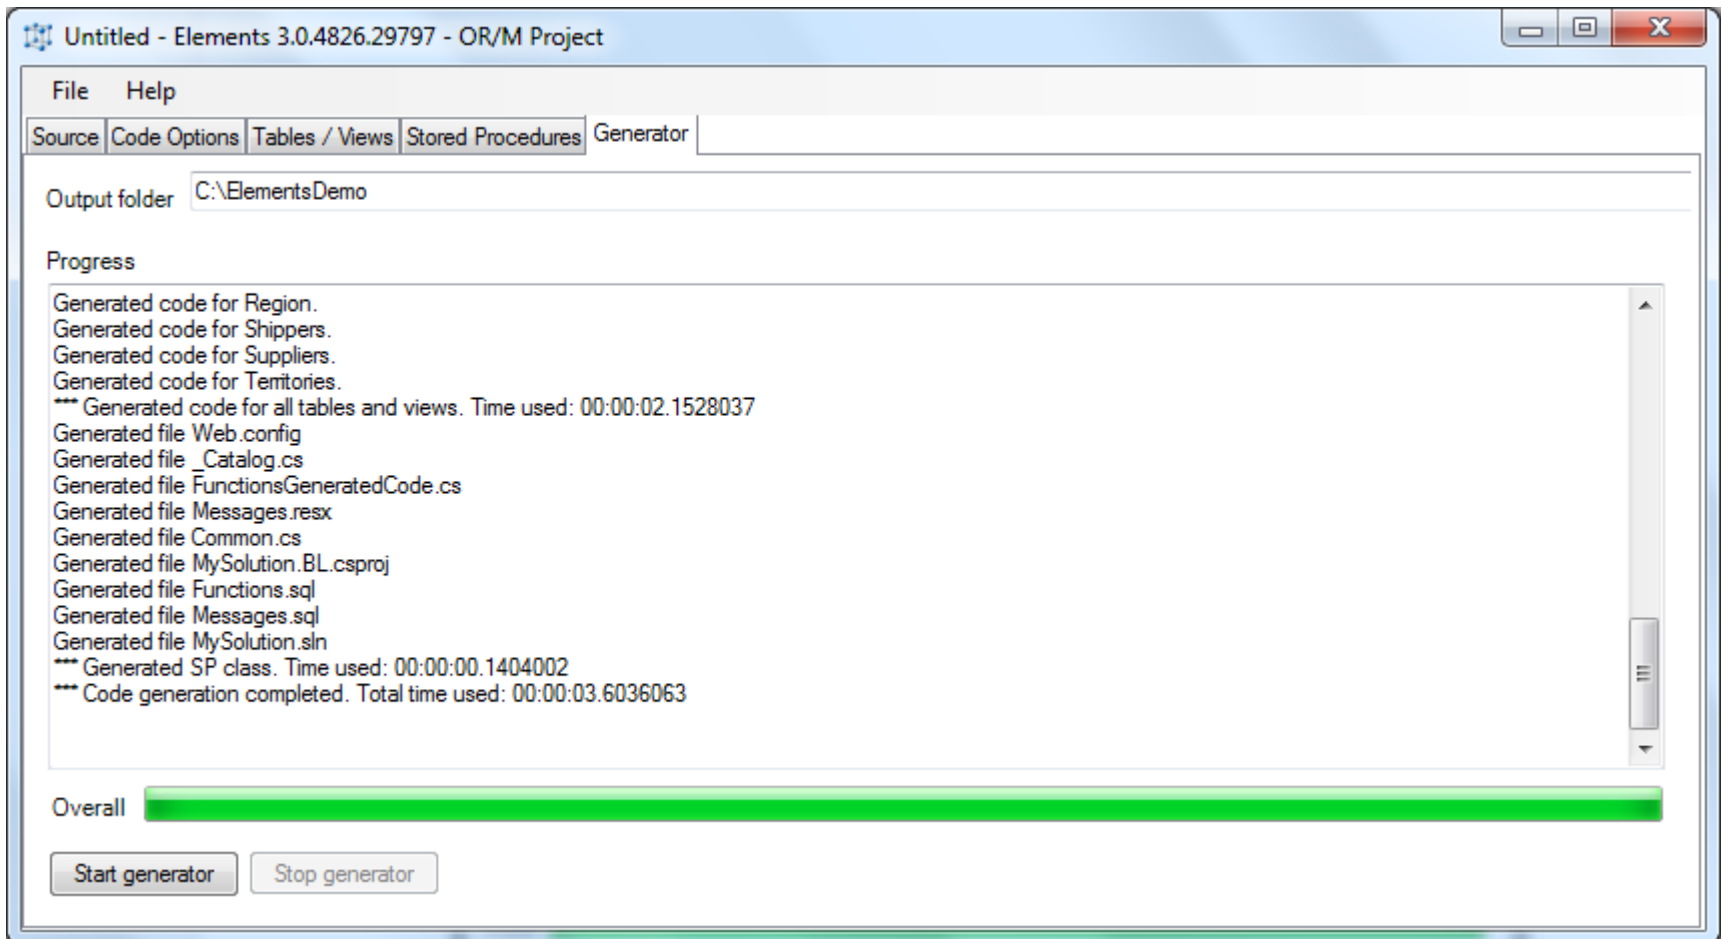 Untitled - Elements 3.0.4826.29797 - OR/M Project
File Help
Source Code Options Tables / Views Stored Procedures Generator
Output folder C:\ElementsDemo
Progress
Generated code for Region.
Generated code for Shippers.
Generated code for Suppliers.
Generated code for Territories.
*** Generated code for all tables and views. Time used: 00:00:02.1528037
Generated file Web.config
Generated file _Catalog.cs
Generated file FunctionsGeneratedCode.cs
Generated file Messages.resx
Generated file Common.cs
Generated file MySolution.BL.csproj
Generated file Functions.sql
Generated file Messages.sql
Generated file MySolution.sln
*** Generated SP class. Time used: 00:00:00.1404002
*** Code generation completed. Total time used: 00:00:03.6036063
Overall
Start generator Stop generator